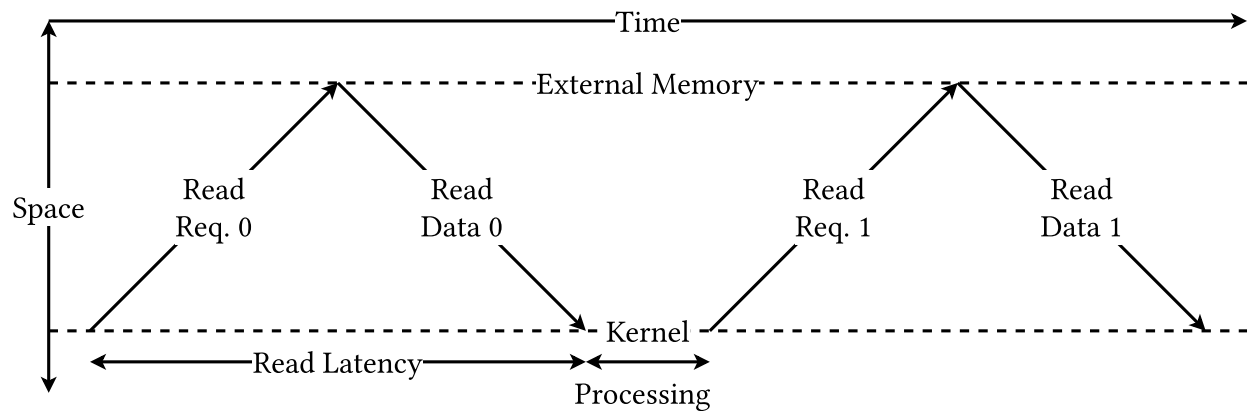 Time
External Memory
Read
Req. 0
Read
Data 0
Read
Req. 1
Read
Data 1
Space
Kernel
Read Latency
Processing